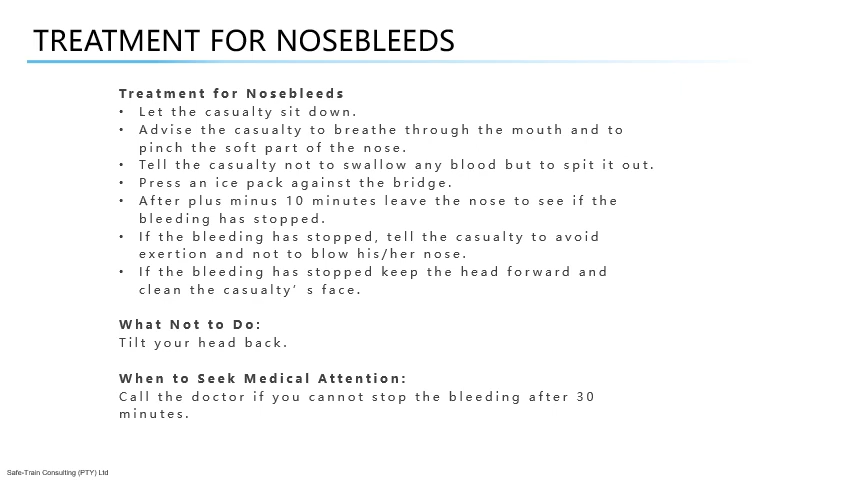 TREATMENT FOR NOSEBLEEDS
Treatment for Nosebleeds
• Let the casualty sit down.
• Advise the casualty to breathe through the mouth and to
pinch the soft part of the nose.
• Tell the casualty not to swallow any blood but to spit it out.
• Press an ice pack against the bridge.
• After plus minus 10 minutes leave the nose to see if the
bleeding has stopped.
• If the bleeding has stopped, tell the casualty to avoid
exertion and not to blow his/her nose.
• If the bleeding has stopped keep the head forward and
clean the casualty’ s face.
What Not to Do:
Tilt your head back.
When to Seek Medical Attention:
Call the doctor if you cannot stop the bleeding after 30
minutes.
Safe-Train Consulting (PTY) Ltd